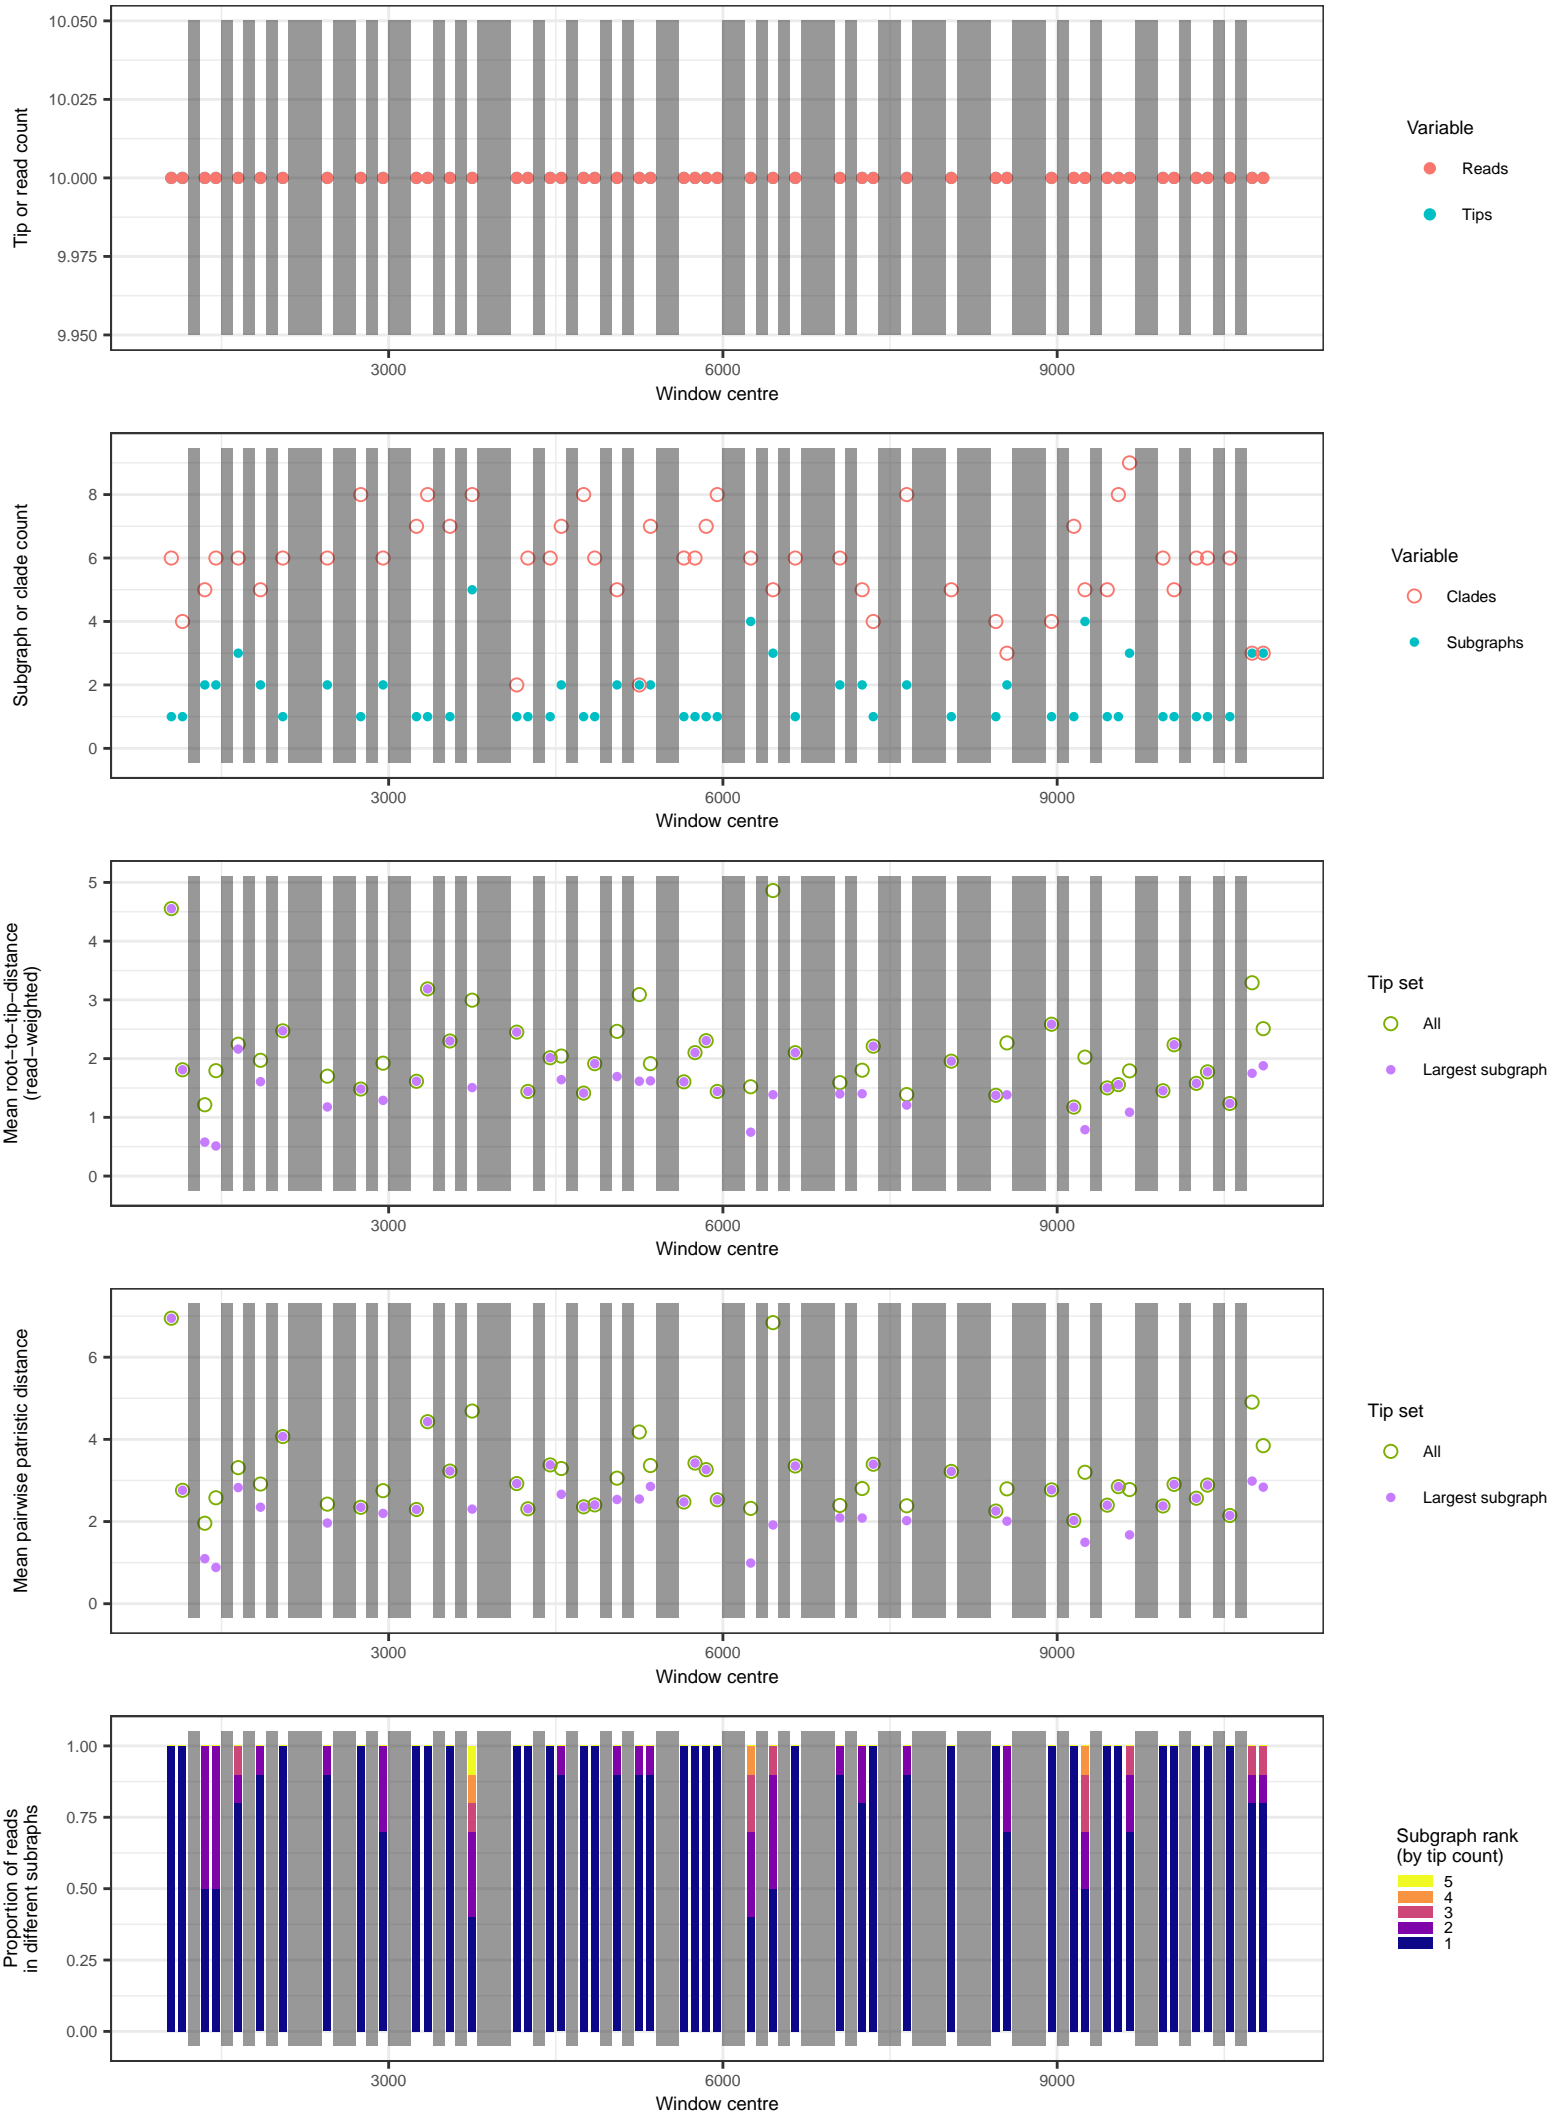 10.050
10.025
10.000
9.975
9.950
Tip or read count
3000
6000
9000
Window centre
Variable
Reads
Tips
8
6
4
2
0
Subgraph or clade count
3000
6000
9000
Window centre
Variable
Clades
Subgraphs
5
4
3
2
1
0
Mean root−to−tip−distance
(read−weighted)
3000
6000
9000
Window centre
Tip set
All
Largest subgraph
6
4
2
0
Mean pairwise patristic distance
3000
6000
9000
Window centre
Tip set
All
Largest subgraph
1.00
0.75
0.50
0.25
0.00
Proportion of reads
in different subraphs
3000
6000
9000
Window centre
Subgraph rank
(by tip count)
5
4
3
2
1